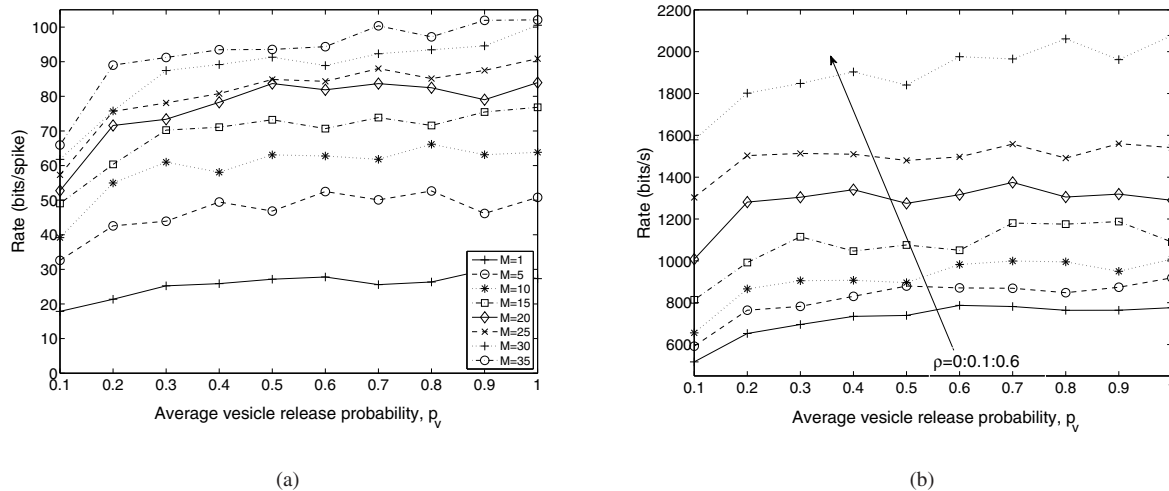 100
90
80
70
60
50
40
30
20
10
0
Rate (bits/spike)
M=1
M=5
M=10
M=15
M=20
M=25
M=30
M=35
0.1 0.2 0.3 0.4 0.5 0.6 0.7 0.8 0.9 1
Average vesicle release probability, p_v
(a)
2200
2000
1800
1600
1400
1200
1000
800
600
Rate (bits/s)
ρ=0:0.1:0.6
0.1 0.2 0.3 0.4 0.5 0.6 0.7 0.8 0.9 1
Average vesicle release probability, p_v
(b)